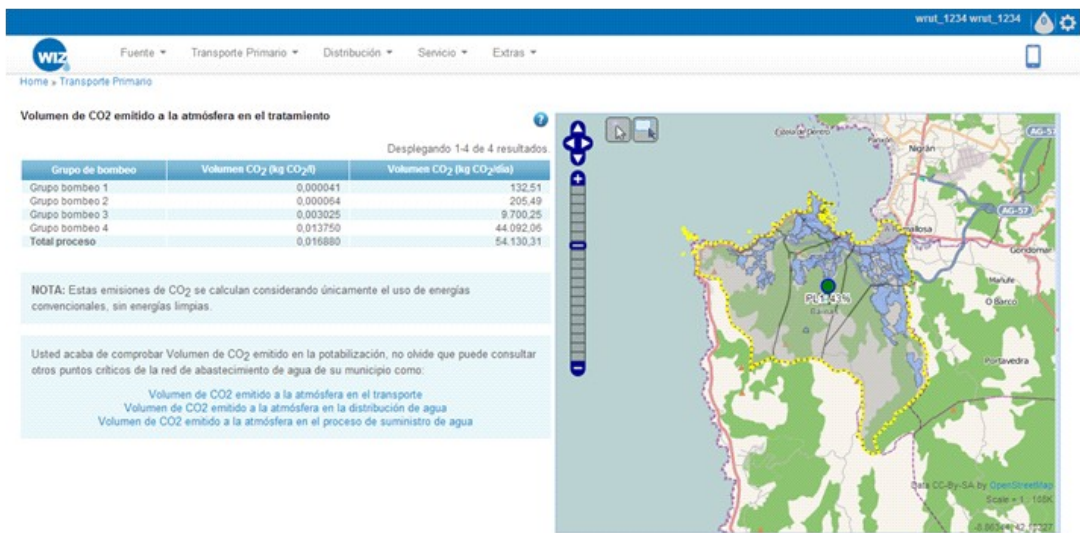 wrut_1234 wrut_1234
WIZ
Fuente Transporte Primario Distribución Servicio Extras
Home » Transporte Primario
Volumen de CO2 emitido a la atmósfera en el tratamiento
Desplegando 1-4 de 4 resultados.
Grupo de bombeo Volumen CO2 (kg CO2/l) Volumen CO2 (kg CO2/día)
Grupo bombeo 1 0,000041 132,51
Grupo bombeo 2 0,000064 205,49
Grupo bombeo 3 0,003025 9.700,25
Grupo bombeo 4 0,013750 44.092,06
Total proceso 0,016880 54.130,31
NOTA: Estas emisiones de CO2 se calculan considerando únicamente el uso de energías
convencionales, sin energías limpias.
Usted acaba de comprobar Volumen de CO2 emitido en la potabilización, no olvide que puede consultar
otros puntos críticos de la red de abastecimiento de agua de su municipio como:
Volumen de CO2 emitido a la atmósfera en el transporte
Volumen de CO2 emitido a la atmósfera en la distribución de agua
Volumen de CO2 emitido a la atmósfera en el proceso de suministro de agua
Panxón
Nigrán
AG-57
AG-57
Gondomar
Mañufe
O Barco
Baiona
Portavedra
Data CC-By-SA by OpenStreetMap
Scale = 1 : 108K